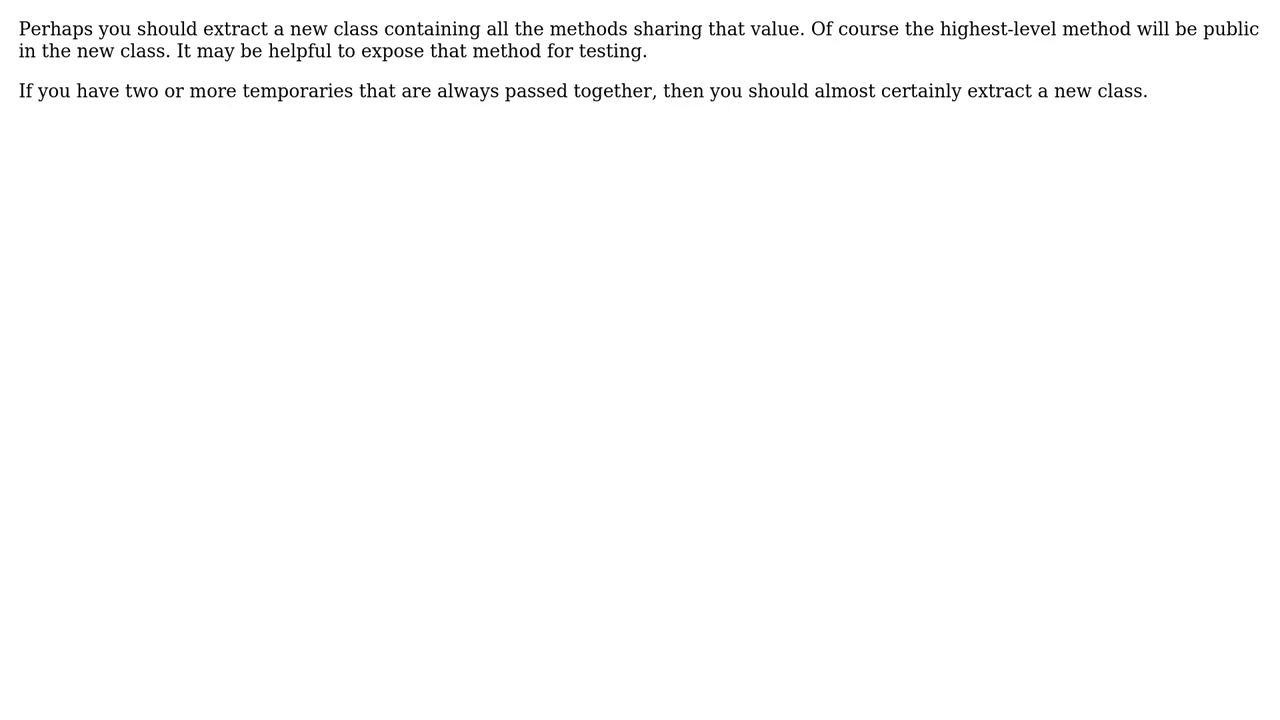 Perhaps you should extract a new class containing all the methods sharing that value. Of course the highest-level method will be public
in the new class. It may be helpful to expose that method for testing.
If you have two or more temporaries that are always passed together, then you should almost certainly extract a new class.